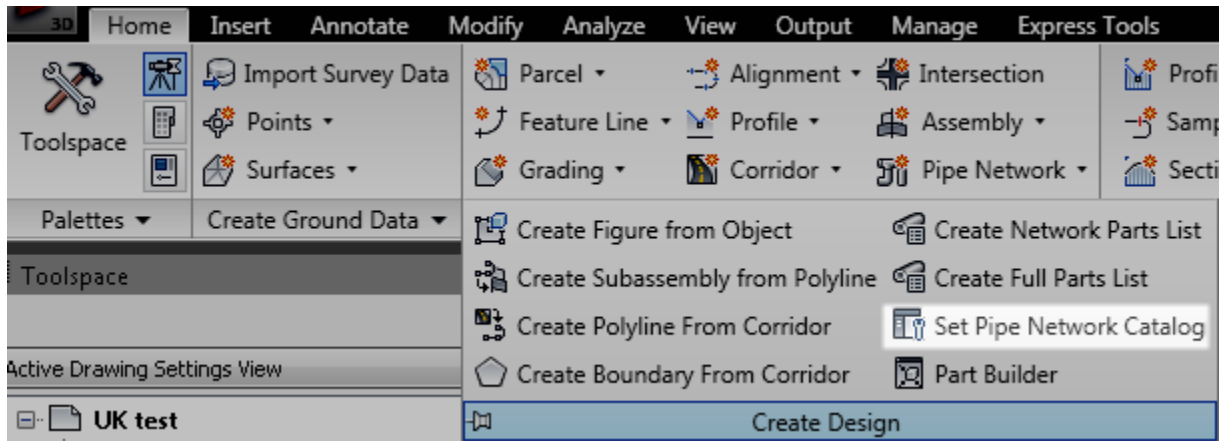 3D Home Insert Annotate Modify Analyze View Output Manage Express Tools
Toolspace
Import Survey Data
Points
Surfaces
Palettes
Create Ground Data
Parcel
Alignment
Intersection
Feature Line
Profile
Assembly
Grading
Corridor
Pipe Network
Profi
Samp
Secti
Create Figure from Object
Create Network Parts List
Create Subassembly from Polyline
Create Full Parts List
Create Polyline From Corridor
Set Pipe Network Catalog
Create Boundary From Corridor
Part Builder
Create Design
Toolspace
Active Drawing Settings View
UK test